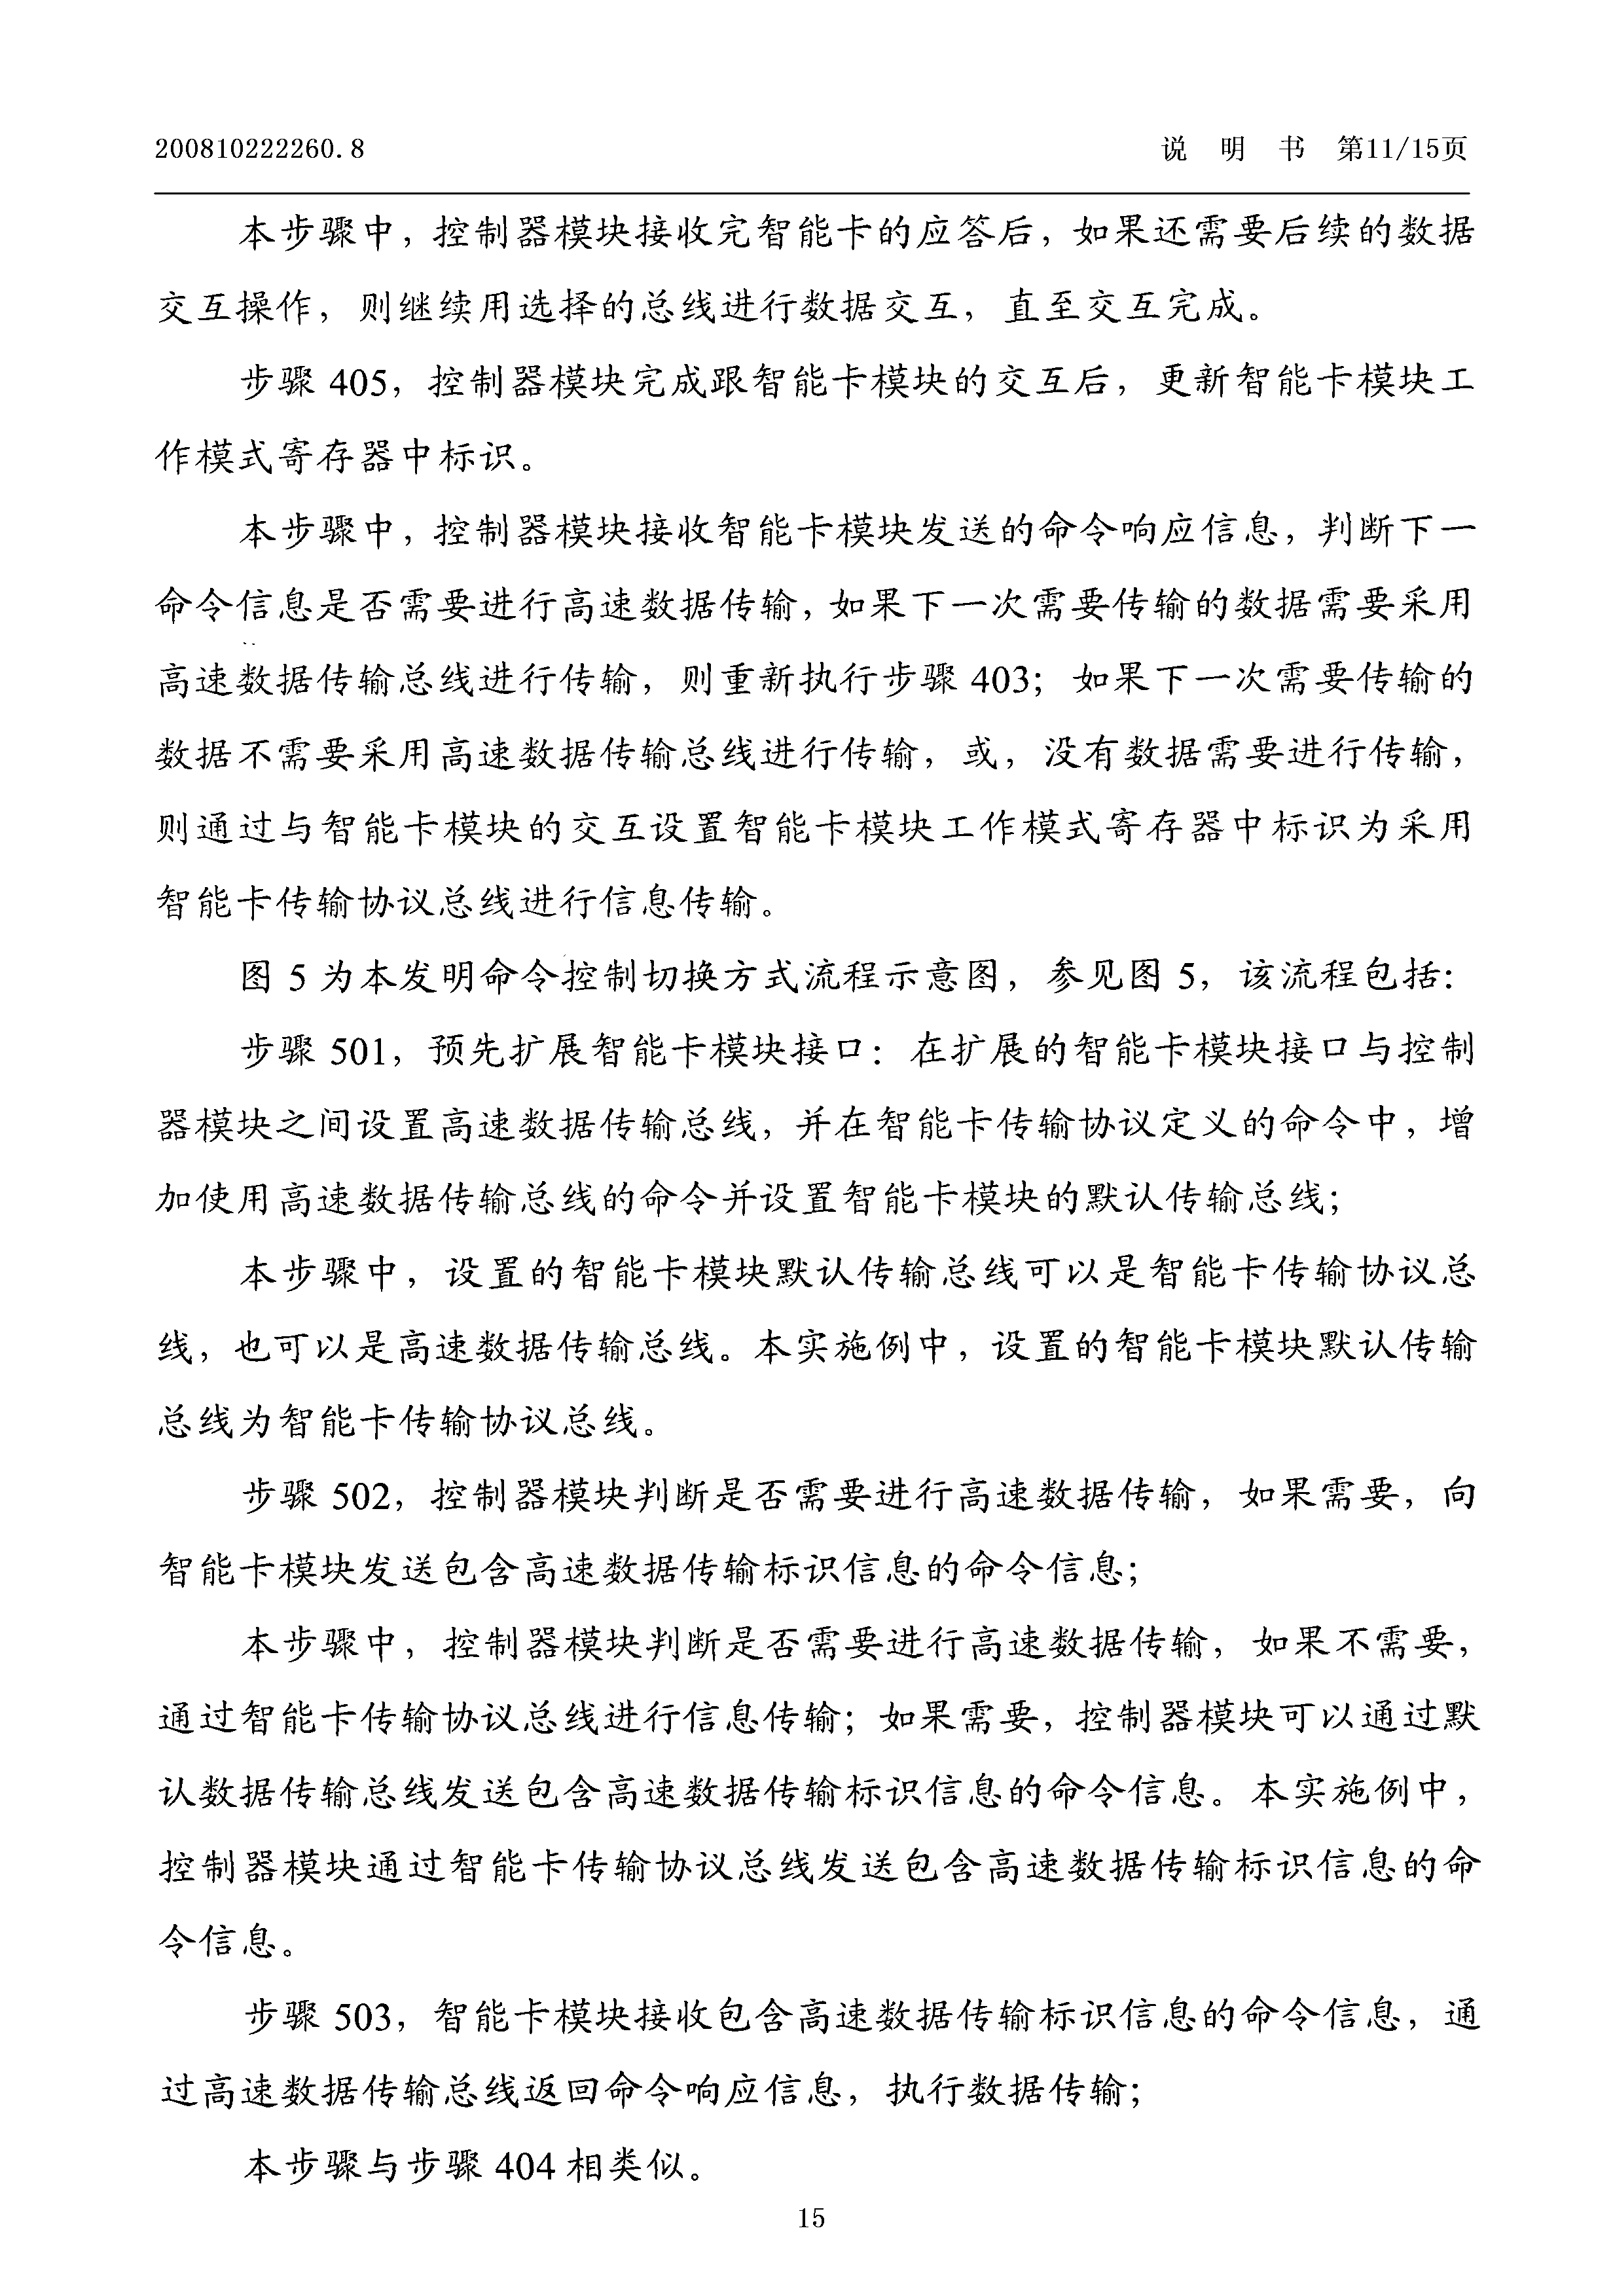 200810222260.8
说 明 书 第11/15页
本步骤中，控制器模块接收完智能卡的应答后，如果还需要后续的数据
交互操作，则继续用选择的总线进行数据交互，直至交互完成。
步骤 405，控制器模块完成跟智能卡模块的交互后，更新智能卡模块工
作模式寄存器中标识。
本步骤中，控制器模块接收智能卡模块发送的命令响应信息，判断下一
命令信息是否需要进行高速数据传输，如果下一次需要传输的数据需要采用
高速数据传输总线进行传输，则重新执行步骤 403；如果下一次需要传输的
数据不需要采用高速数据传输总线进行传输，或，没有数据需要进行传输，
则通过与智能卡模块的交互设置智能卡模块工作模式寄存器中标识为采用
智能卡传输协议总线进行信息传输。
图 5 为本发明命令控制切换方式流程示意图，参见图 5，该流程包括：
步骤 501，预先扩展智能卡模块接口：在扩展的智能卡模块接口与控制
器模块之间设置高速数据传输总线，并在智能卡传输协议定义的命令中，增
加使用高速数据传输总线的命令并设置智能卡模块的默认传输总线；
本步骤中，设置的智能卡模块默认传输总线可以是智能卡传输协议总
线，也可以是高速数据传输总线。本实施例中，设置的智能卡模块默认传输
总线为智能卡传输协议总线。
步骤 502，控制器模块判断是否需要进行高速数据传输，如果需要，向
智能卡模块发送包含高速数据传输标识信息的命令信息；
本步骤中，控制器模块判断是否需要进行高速数据传输，如果不需要，
通过智能卡传输协议总线进行信息传输；如果需要，控制器模块可以通过默
认数据传输总线发送包含高速数据传输标识信息的命令信息。本实施例中，
控制器模块通过智能卡传输协议总线发送包含高速数据传输标识信息的命
令信息。
步骤 503，智能卡模块接收包含高速数据传输标识信息的命令信息，通
过高速数据传输总线返回命令响应信息，执行数据传输；
本步骤与步骤 404 相类似。
15